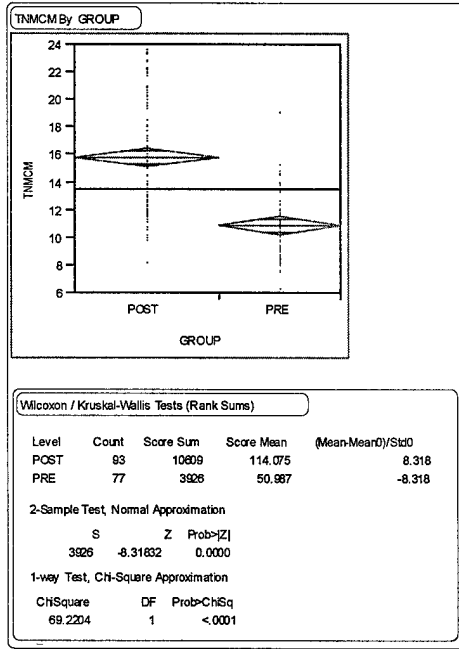 TNMCM By GROUP
24
22
20
18
16
14
12
10
8
6
TNMCM
POST PRE
GROUP
Wilcoxon / Kruskal-Wallis Tests (Rank Sums)
Level Count Score Sum Score Mean (Mean-Mean0)/Std0
POST 93 10609 114.075 8.318
PRE 77 3926 50.987 -8.318
2-Sample Test, Normal Approximation
S Z Prob>|Z|
3926 -8.31832 0.0000
1-way Test, Chi-Square Approximation
ChiSquare DF Prob>ChiSq
69.2204 1 <.0001